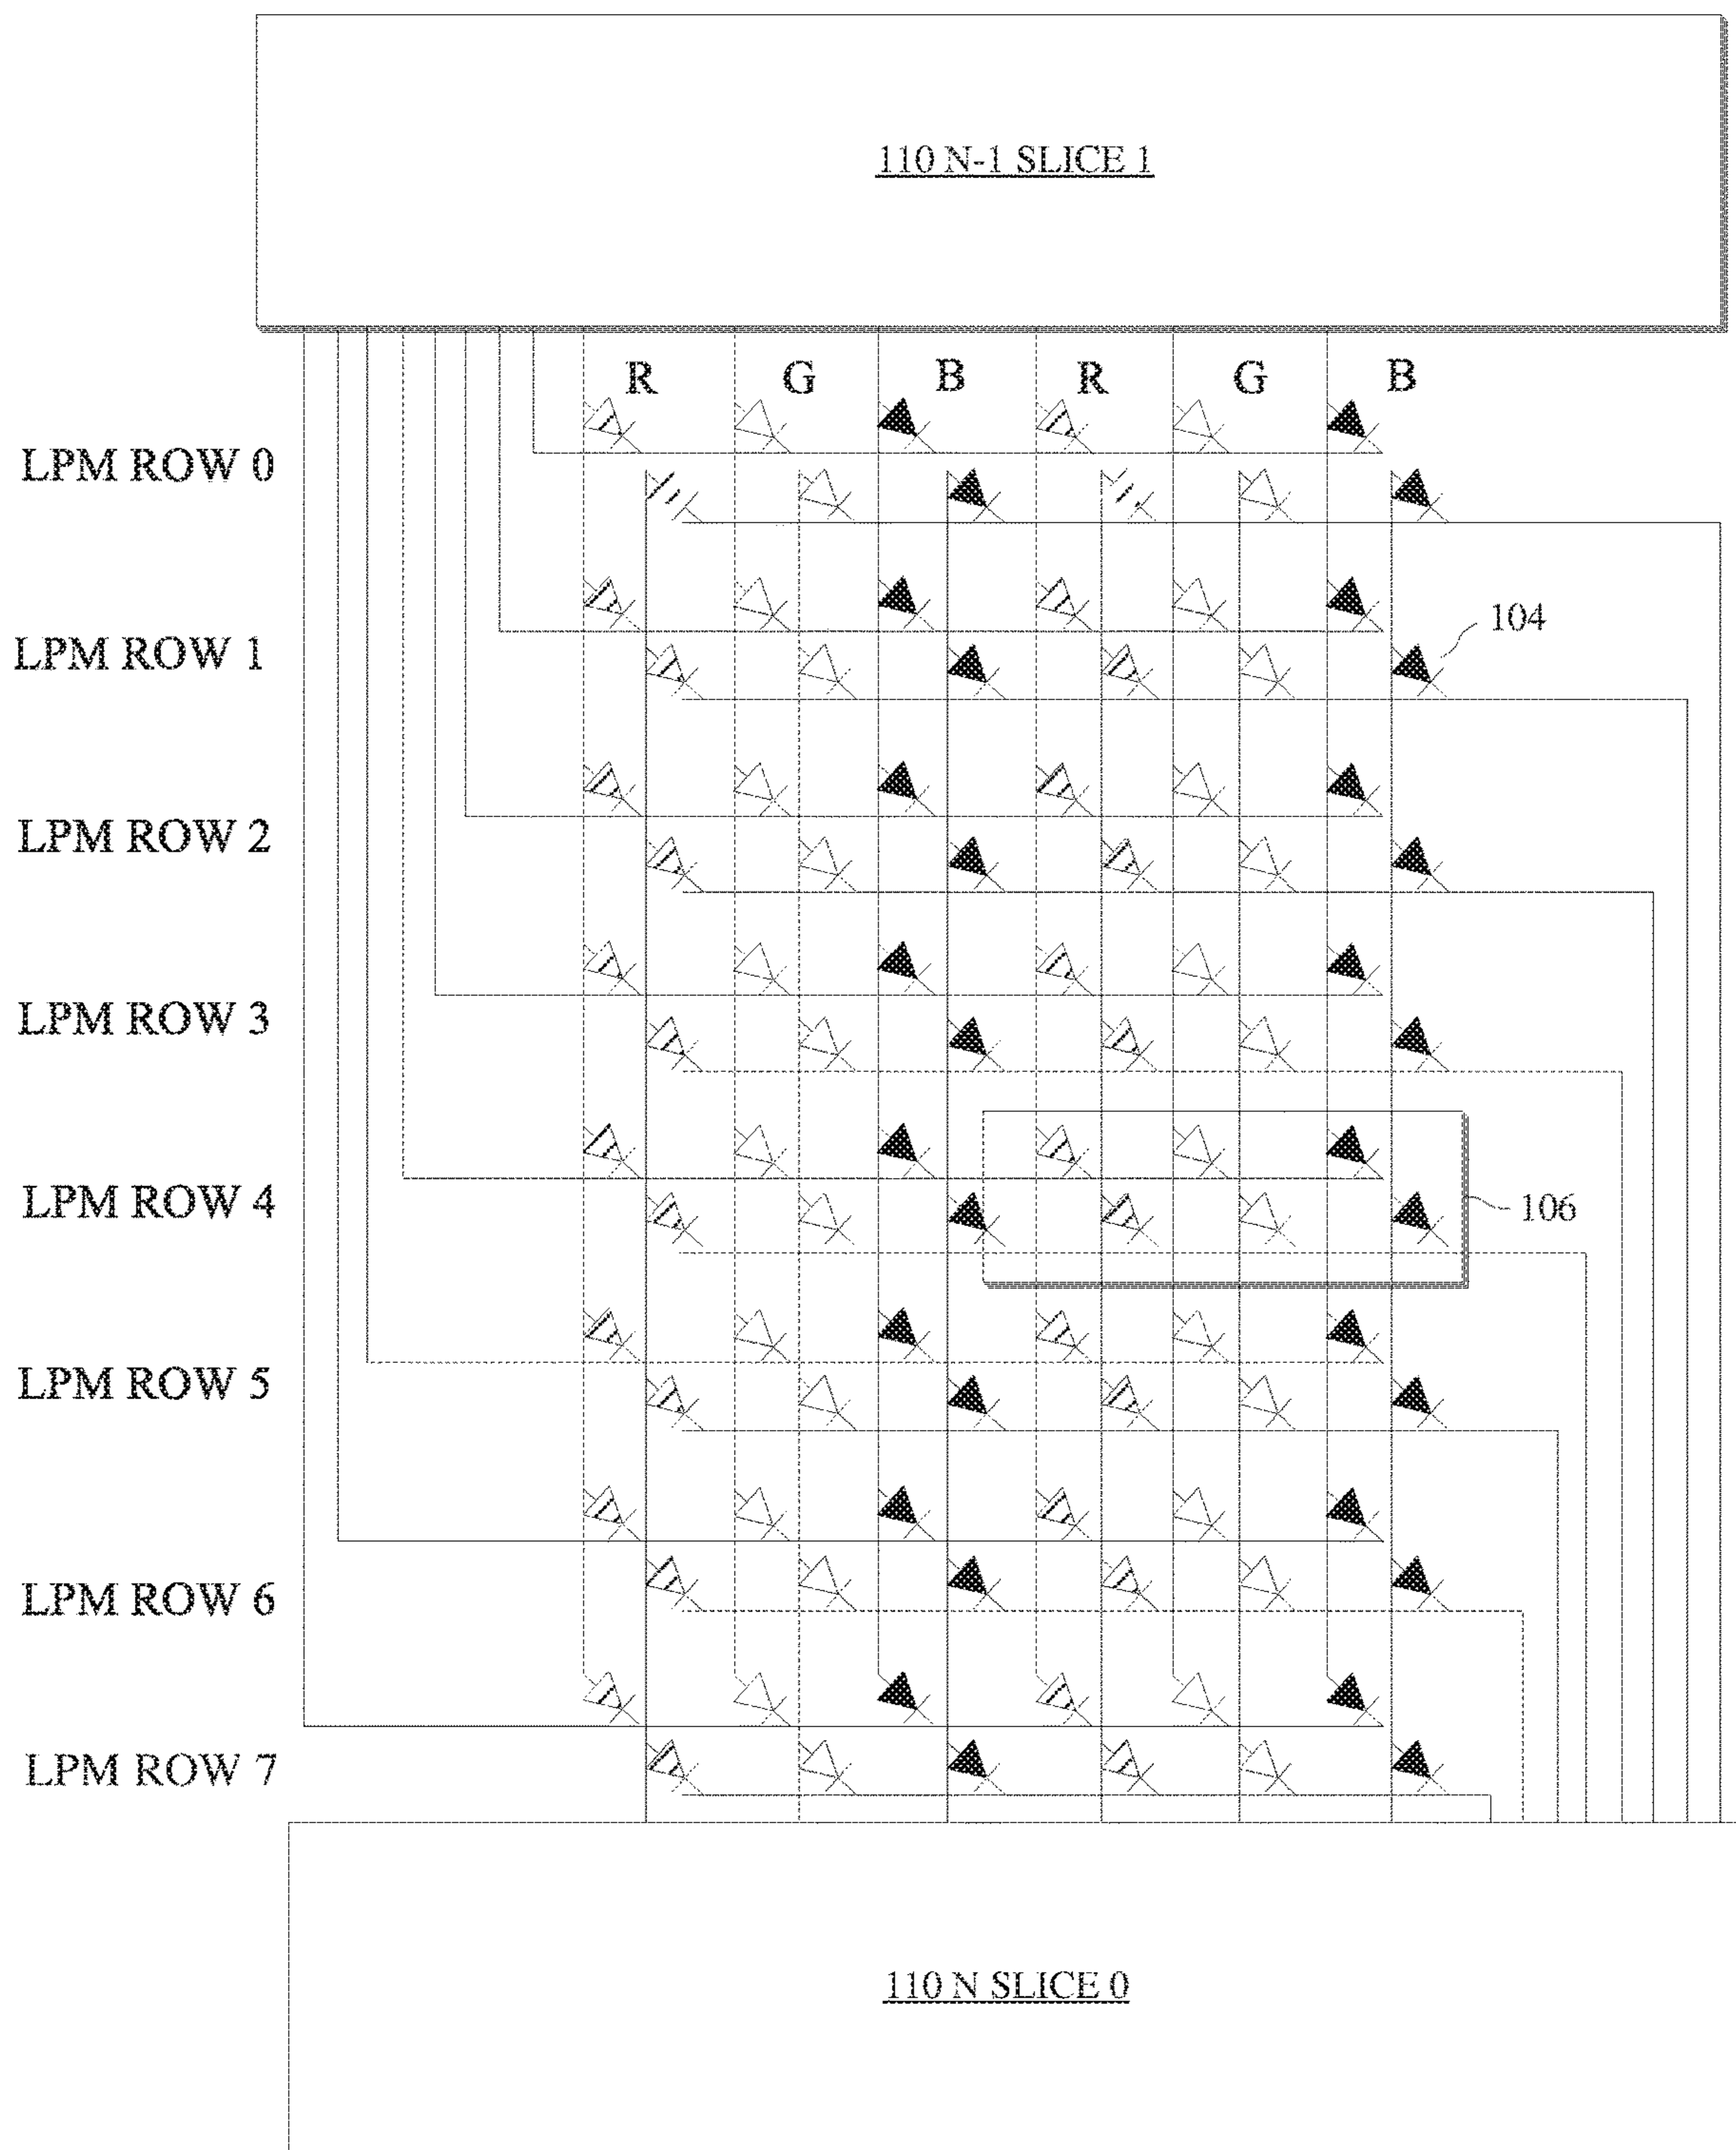 110 N-1 SLICE 1
R G B R G B
LPM ROW 0
LPM ROW 1
104
LPM ROW 2
LPM ROW 3
LPM ROW 4
106
LPM ROW 5
LPM ROW 6
LPM ROW 7
110 N SLICE 0